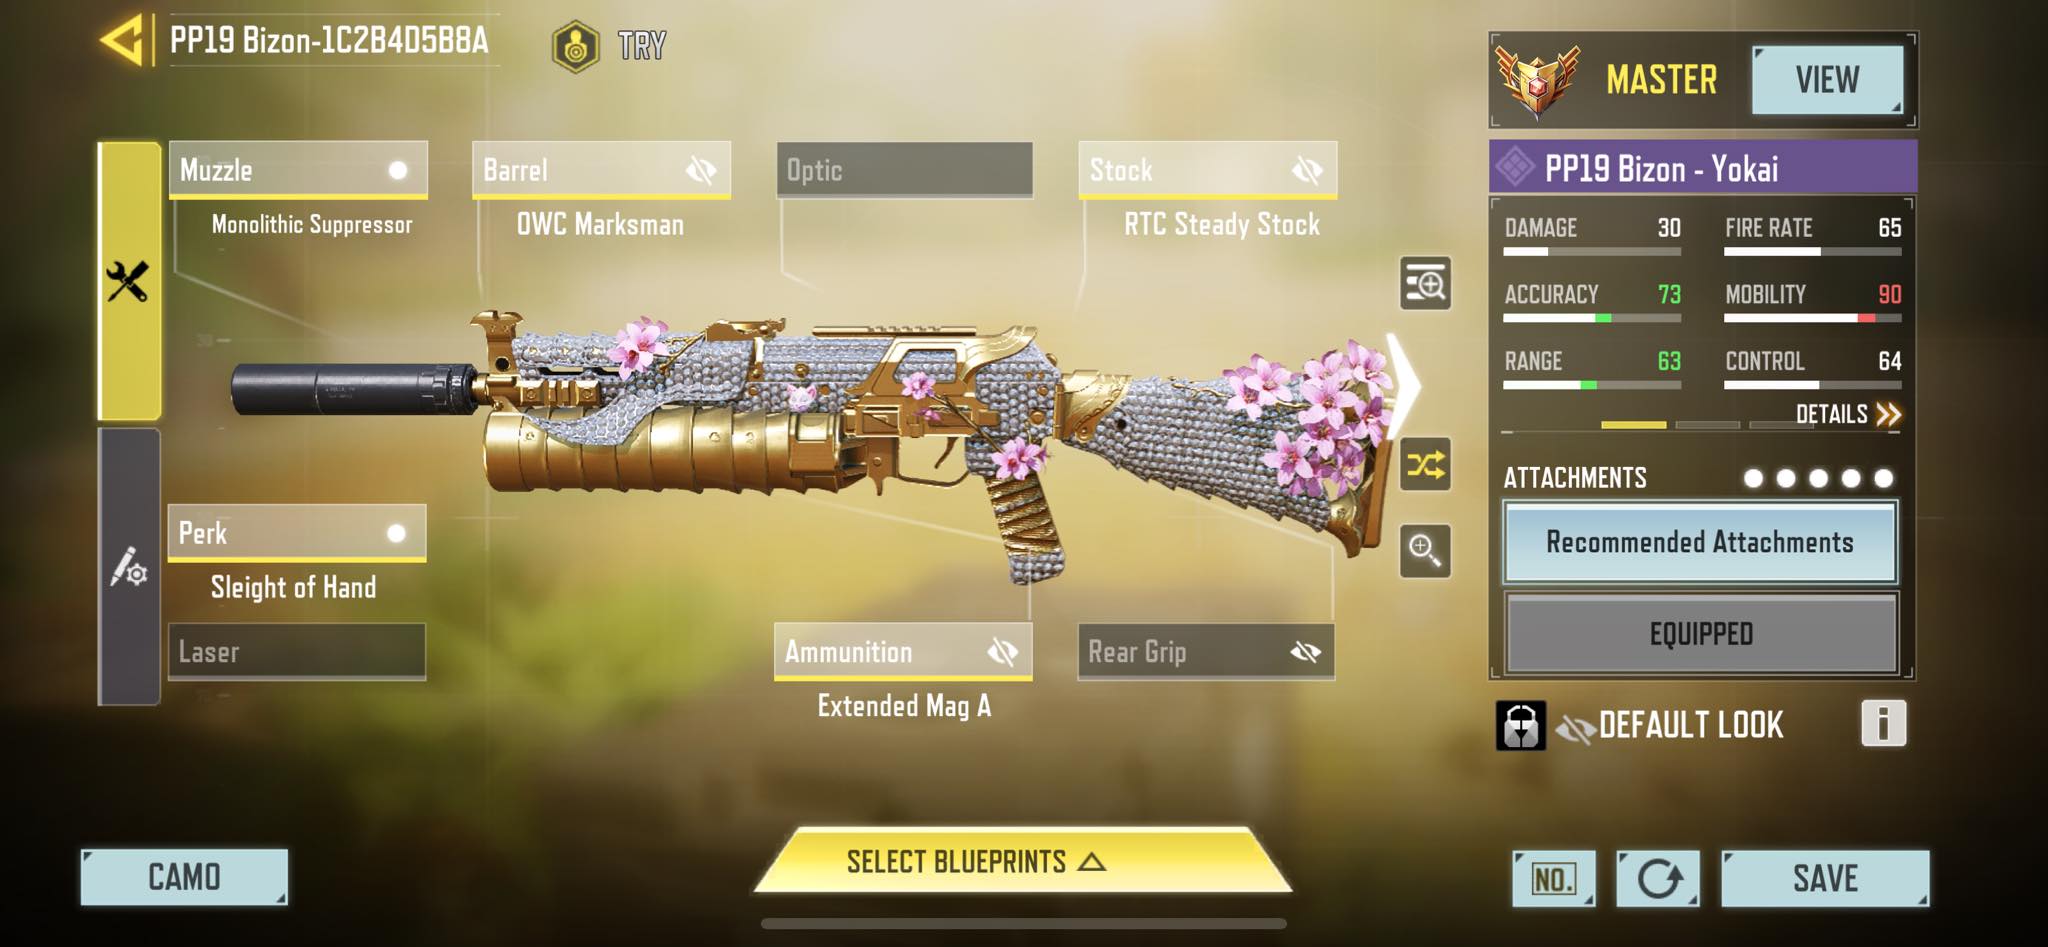 PP19 Bizon-1C2B4D5B8A
TRY
MASTER
VIEW
Muzzle
Monolithic Suppressor
Barrel
OWC Marksman
Optic
Stock
RTC Steady Stock
PP19 Bizon - Yokai
DAMAGE 30
FIRE RATE 65
ACCURACY 73
MOBILITY 90
RANGE 63
CONTROL 64
DETAILS
ATTACHMENTS
Recommended Attachments
EQUIPPED
Perk
Sleight of Hand
Laser
Ammunition
Extended Mag A
Rear Grip
DEFAULT LOOK
i
CAMO
SELECT BLUEPRINTS
NO.
SAVE